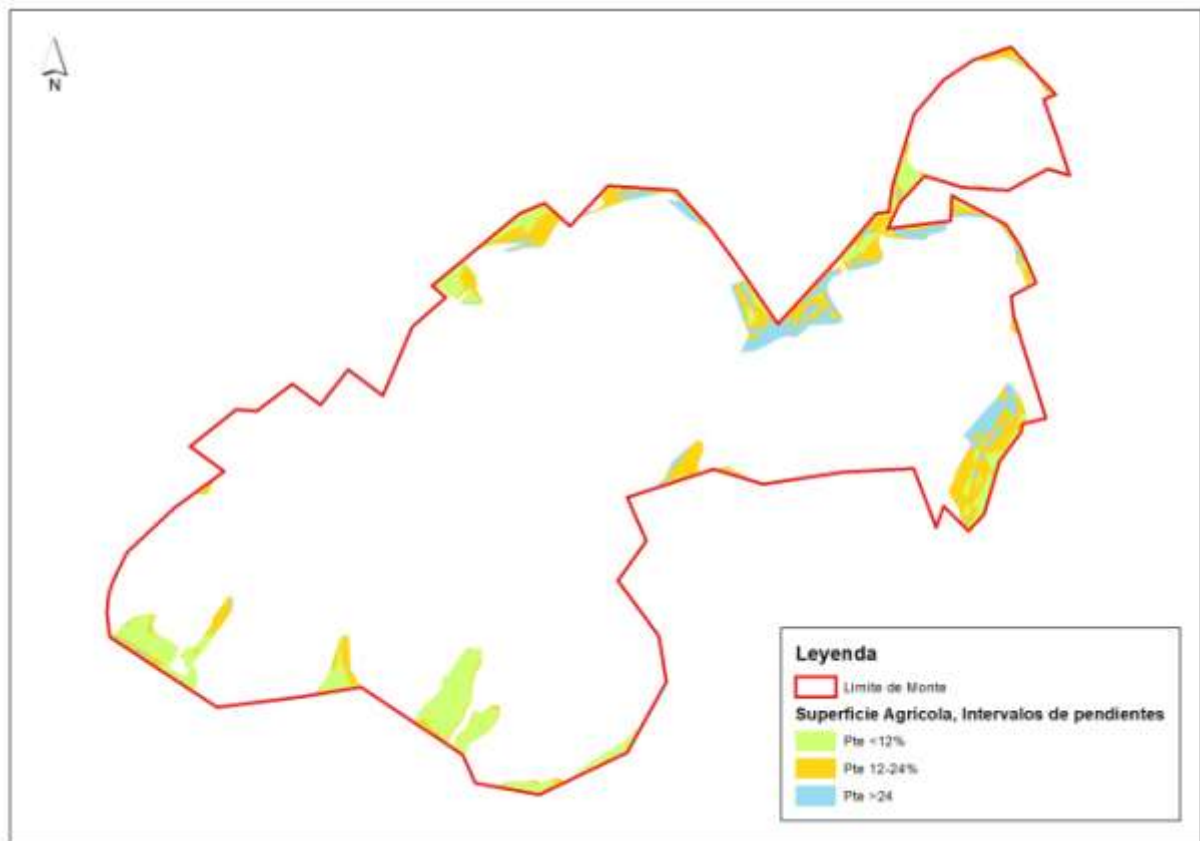 N
Leyenda
Limite de Monte
Superficie Agrícola, Intervalos de pendientes
Pte <12%
Pte 12-24%
Pte >24